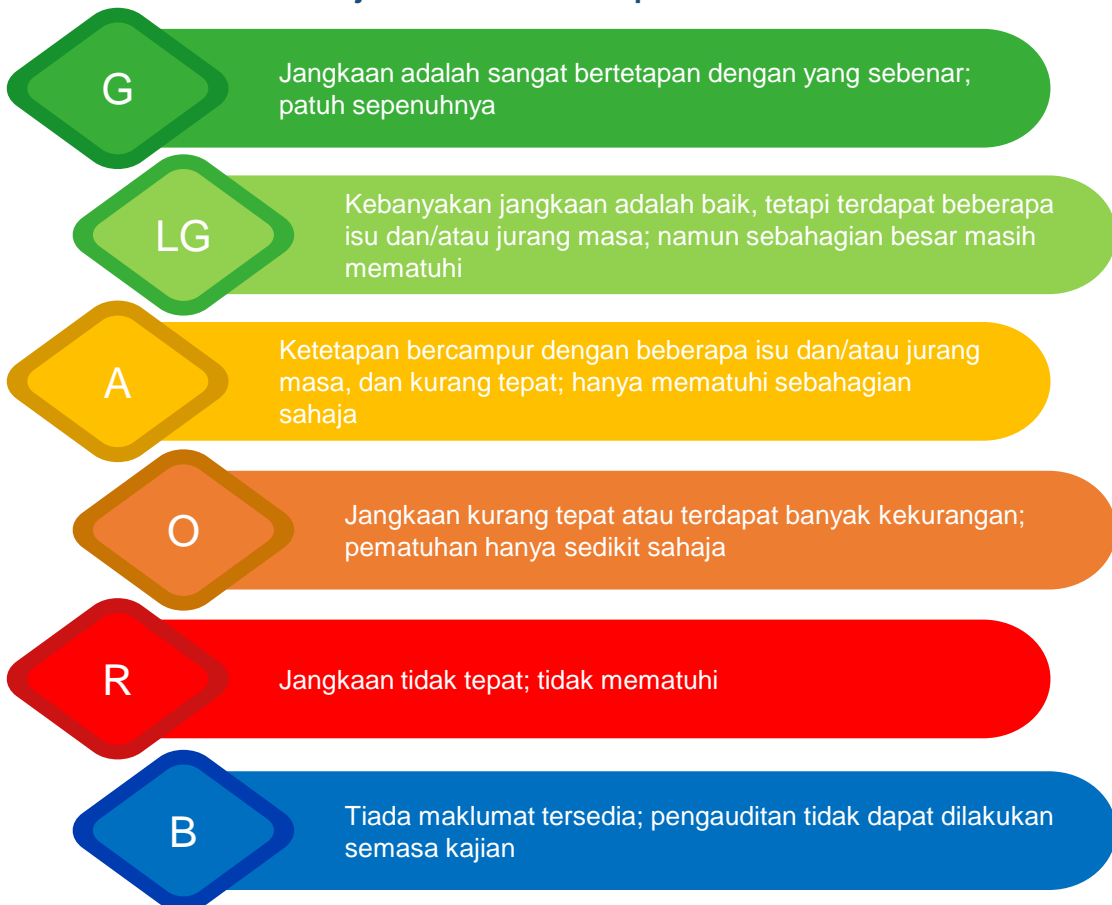 G
Jangkaan adalah sangat bertetapan dengan yang sebenar;
patuh sepenuhnya
LG
Kebanyakan jangkaan adalah baik, tetapi terdapat beberapa
isu dan/atau jurang masa; namun sebahagian besar masih
mematuhi
A
Ketetapan bercampur dengan beberapa isu dan/atau jurang
masa, dan kurang tepat; hanya mematuhi sebahagian
sahaja
O
Jangkaan kurang tepat atau terdapat banyak kekurangan;
pematuhan hanya sedikit sahaja
R
Jangkaan tidak tepat; tidak mematuhi
B
Tiada maklumat tersedia; pengauditan tidak dapat dilakukan
semasa kajian